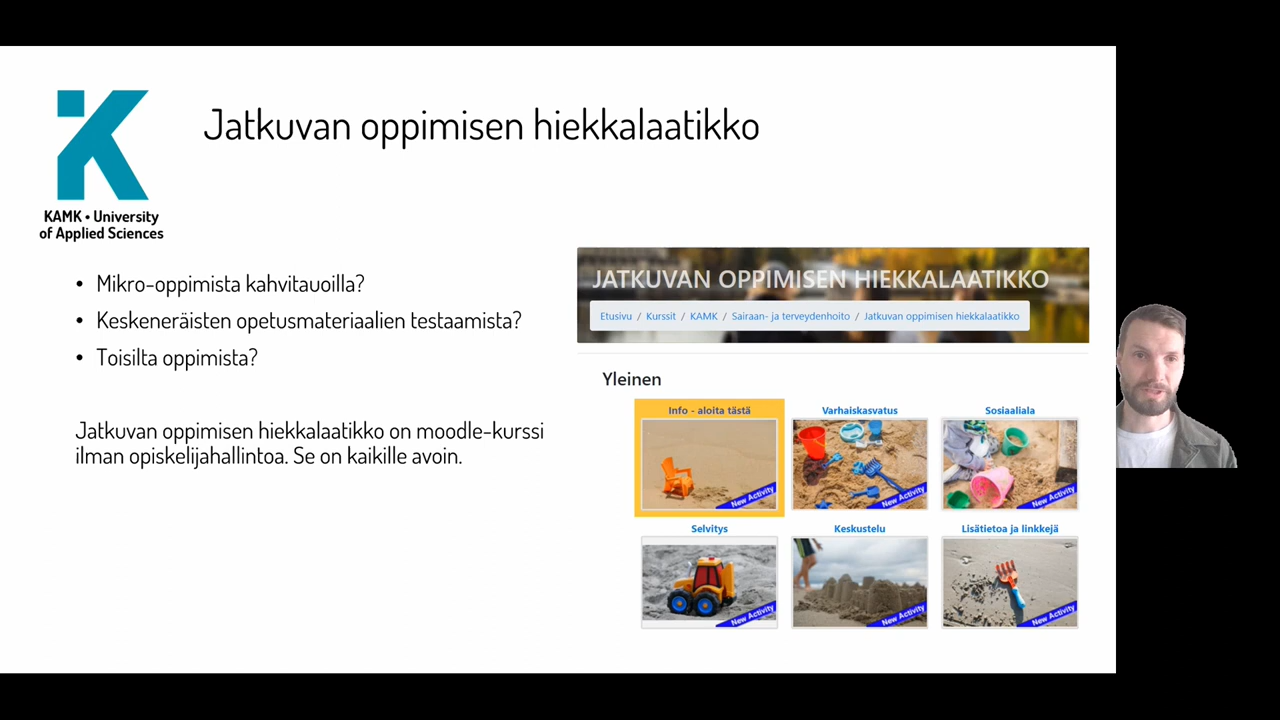 Jatkuvan oppimisen hiekkalaatikko
KAMK • University
of Applied Sciences
• Mikro-oppimista kahvitauoilla?
• Keskeneräisten opetusmateriaalien testaamista?
• Toisilta oppimista?
Jatkuvan oppimisen hiekkalaatikko on moodle-kurssi
ilman opiskelijahallintoa. Se on kaikille avoin.
JATKUVAN OPPIMISEN HIEKKALAATIKKO
Etusivu / Kurssit / KAMK / Sairaan- ja terveydenhoito / Jatkuvan oppimisen hiekkalaatikko
Yleinen
Info - aloita tästä
Varhaiskasvatus
Sosiaaliala
New Activity
New Activity
New Activity
Selvitys
Keskustelu
Lisätietoa ja linkkejä
New Activity
New Activity
New Activity